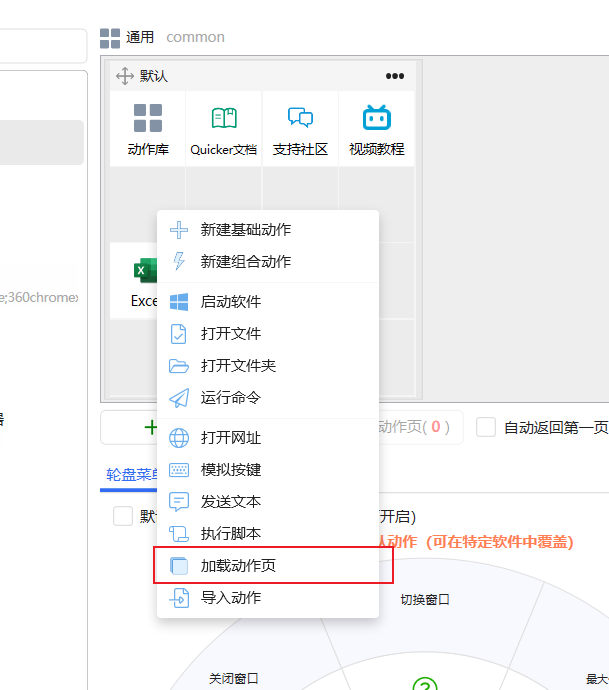 通用 common
默认 •••
动作库 Quicker文档 支持社区 视频教程
新建基础动作
新建组合动作
启动软件
打开文件
打开文件夹
运行命令
打开网址
模拟按键
发送文本
执行脚本
加载动作页
导入动作
Exce
;360chrome
动作页( 0 ) 自动返回第一页
轮盘菜单
默 开启)
认动作（可在特定软件中覆盖）
切换窗口
关闭窗口
最大